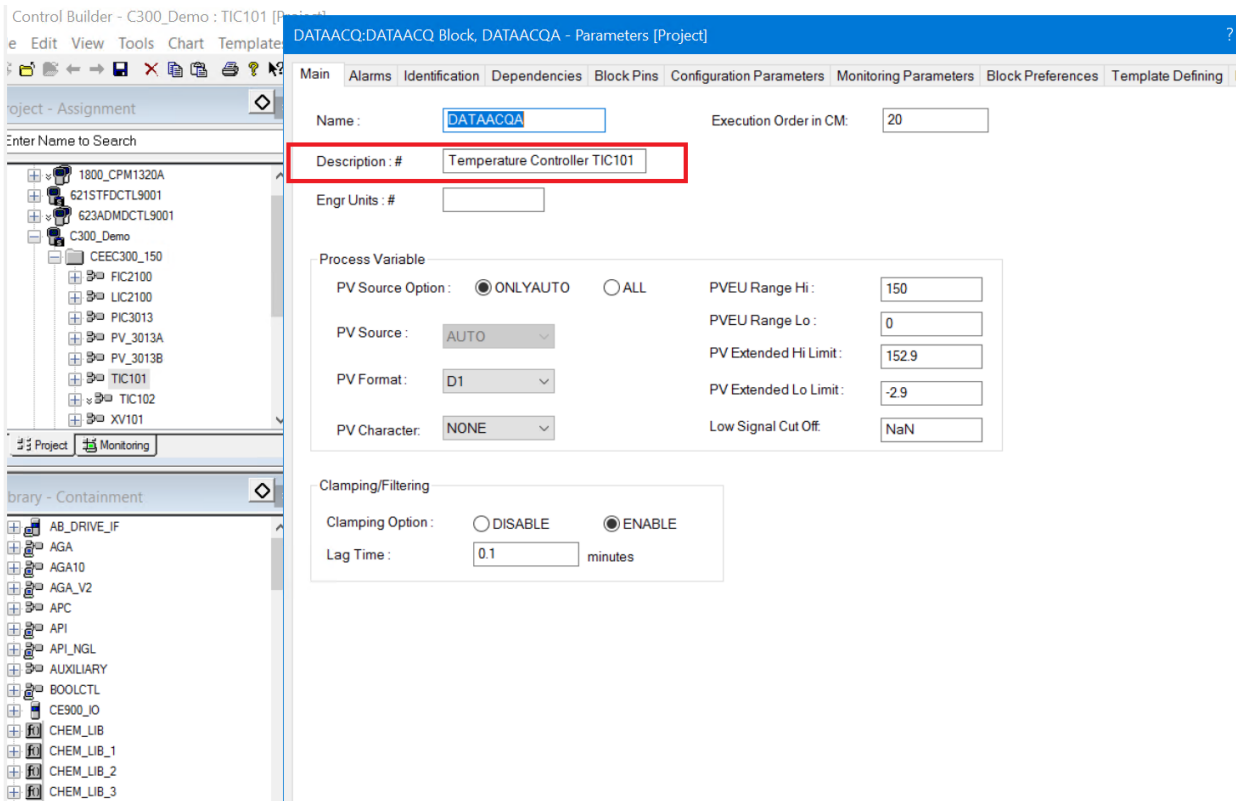 Control Builder - C300_Demo : TIC101 [Project]
e Edit View Tools Chart Template
roject - Assignment
Enter Name to Search
1800_CPM1320A
621STFDCTL9001
623ADMDCTL9001
C300_Demo
CEEC300_150
FIC2100
LIC2100
PIC3013
PV_3013A
PV_3013B
TIC101
TIC102
XV101
Project Monitoring
brary - Containment
AB_DRIVE_IF
AGA
AGA10
AGA_V2
APC
API
API_NGL
AUXILIARY
BOOLCTL
CE900_IO
CHEM_LIB
CHEM_LIB_1
CHEM_LIB_2
CHEM_LIB_3
DATAACQ:DATAACQ Block, DATAACQA - Parameters [Project] ?
Main Alarms Identification Dependencies Block Pins Configuration Parameters Monitoring Parameters Block Preferences Template Defining
Name : DATAACQA Execution Order in CM: 20
Description : # Temperature Controller TIC101
Engr Units : #
Process Variable
PV Source Option : ONLYAUTO ALL PVEU Range Hi : 150
PV Source : AUTO PVEU Range Lo : 0
PV Extended Hi Limit : 152.9
PV Format : D1 PV Extended Lo Limit : -2.9
PV Character: NONE Low Signal Cut Off: NaN
Clamping/Filtering
Clamping Option : DISABLE ENABLE
Lag Time : 0.1 minutes